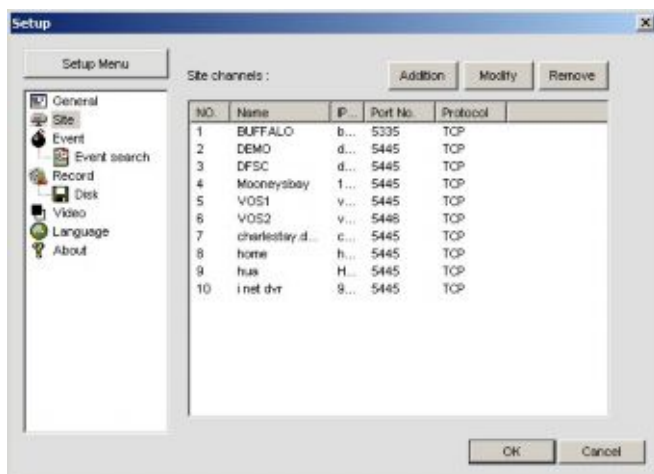 Setup
Setup Menu
General
Site
Event
Event search
Record
Disk
Video
Language
About
Site channels :
Addition Modify Remove
NO. Name IP... Port No. Protocol
1 BUFFALO b... 5335 TCP
2 DEMO d... 5445 TCP
3 DFSC d... 5445 TCP
4 Mooneysbay 1... 5445 TCP
5 VOS1 v... 5445 TCP
6 VOS2 v... 5446 TCP
7 charlestay.d... c... 5445 TCP
8 home h... 5445 TCP
9 hua H... 5445 TCP
10 i net dvr 9... 5445 TCP
OK Cancel